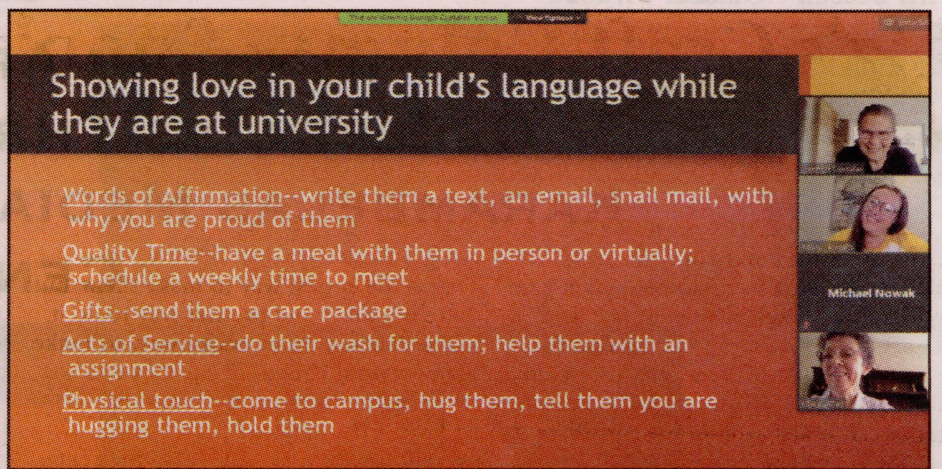 View Options
Showing love in your child's language while
they are at university
Words of Affirmation--write them a text, an email, snail mail, with
why you are proud of them
Quality Time--have a meal with them in person or virtually;
schedule a weekly time to meet
Gifts--send them a care package
Acts of Service--do their wash for them; help them with an
assignment
Physical touch--come to campus, hug them, tell them you are
hugging them, hold them
Michael Nowak